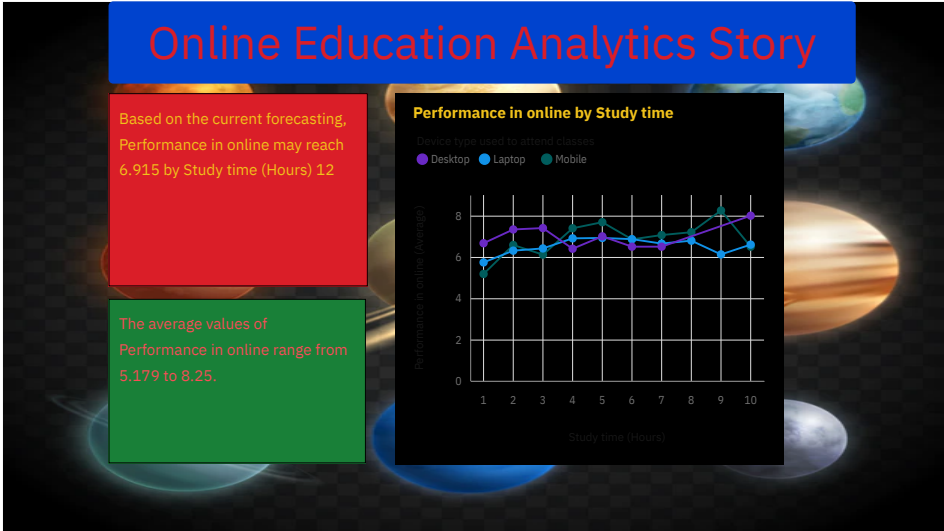 Online Education Analytics Story
Based on the current forecasting,
Performance in online may reach
6.915 by Study time (Hours) 12
The average values of
Performance in online range from
5.179 to 8.25.
Performance in online by Study time
Device type used to attend classes
Desktop Laptop Mobile
Performance in online (Average)
8
6
4
2
0
1 2 3 4 5 6 7 8 9 10
Study time (Hours)